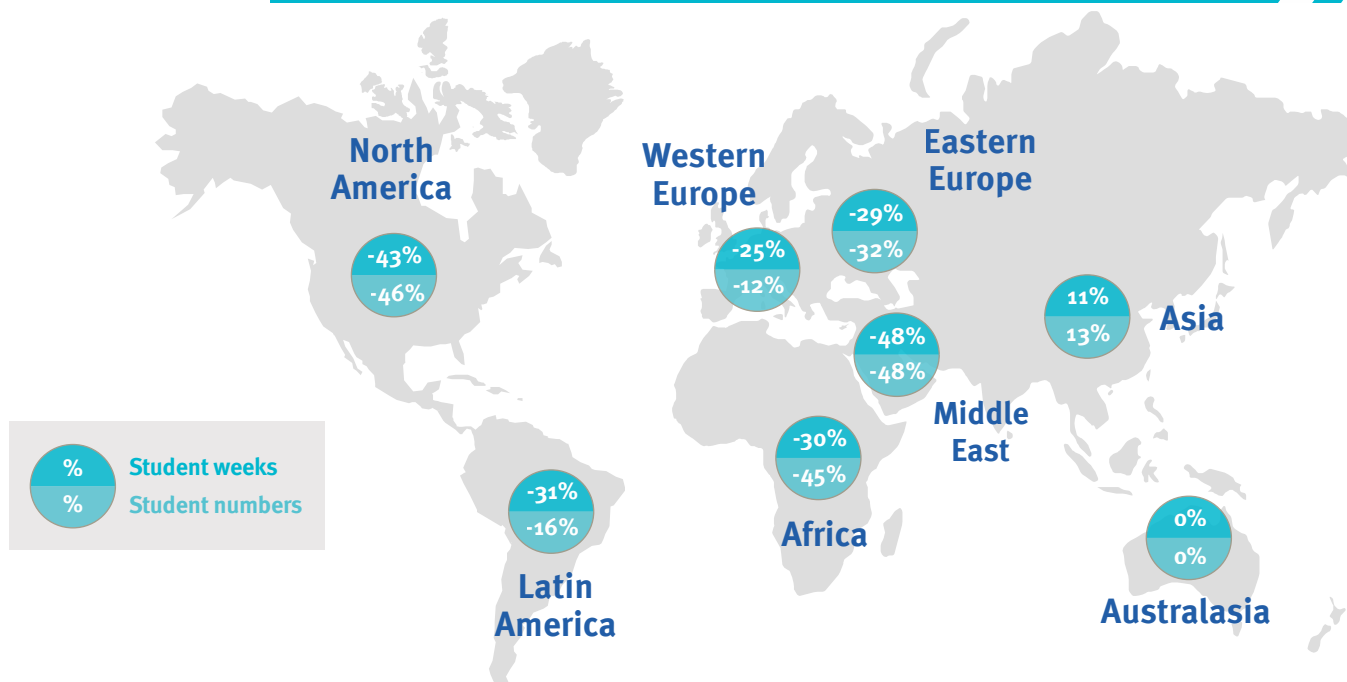 North
America
-43%
-46%
Western
Europe
-25%
-12%
Eastern
Europe
-29%
-32%
11%
13%
Asia
-48%
-48%
Middle
East
-30%
-45%
Africa
% Student weeks
% Student numbers
-31%
-16%
Latin
America
0%
0%
Australasia